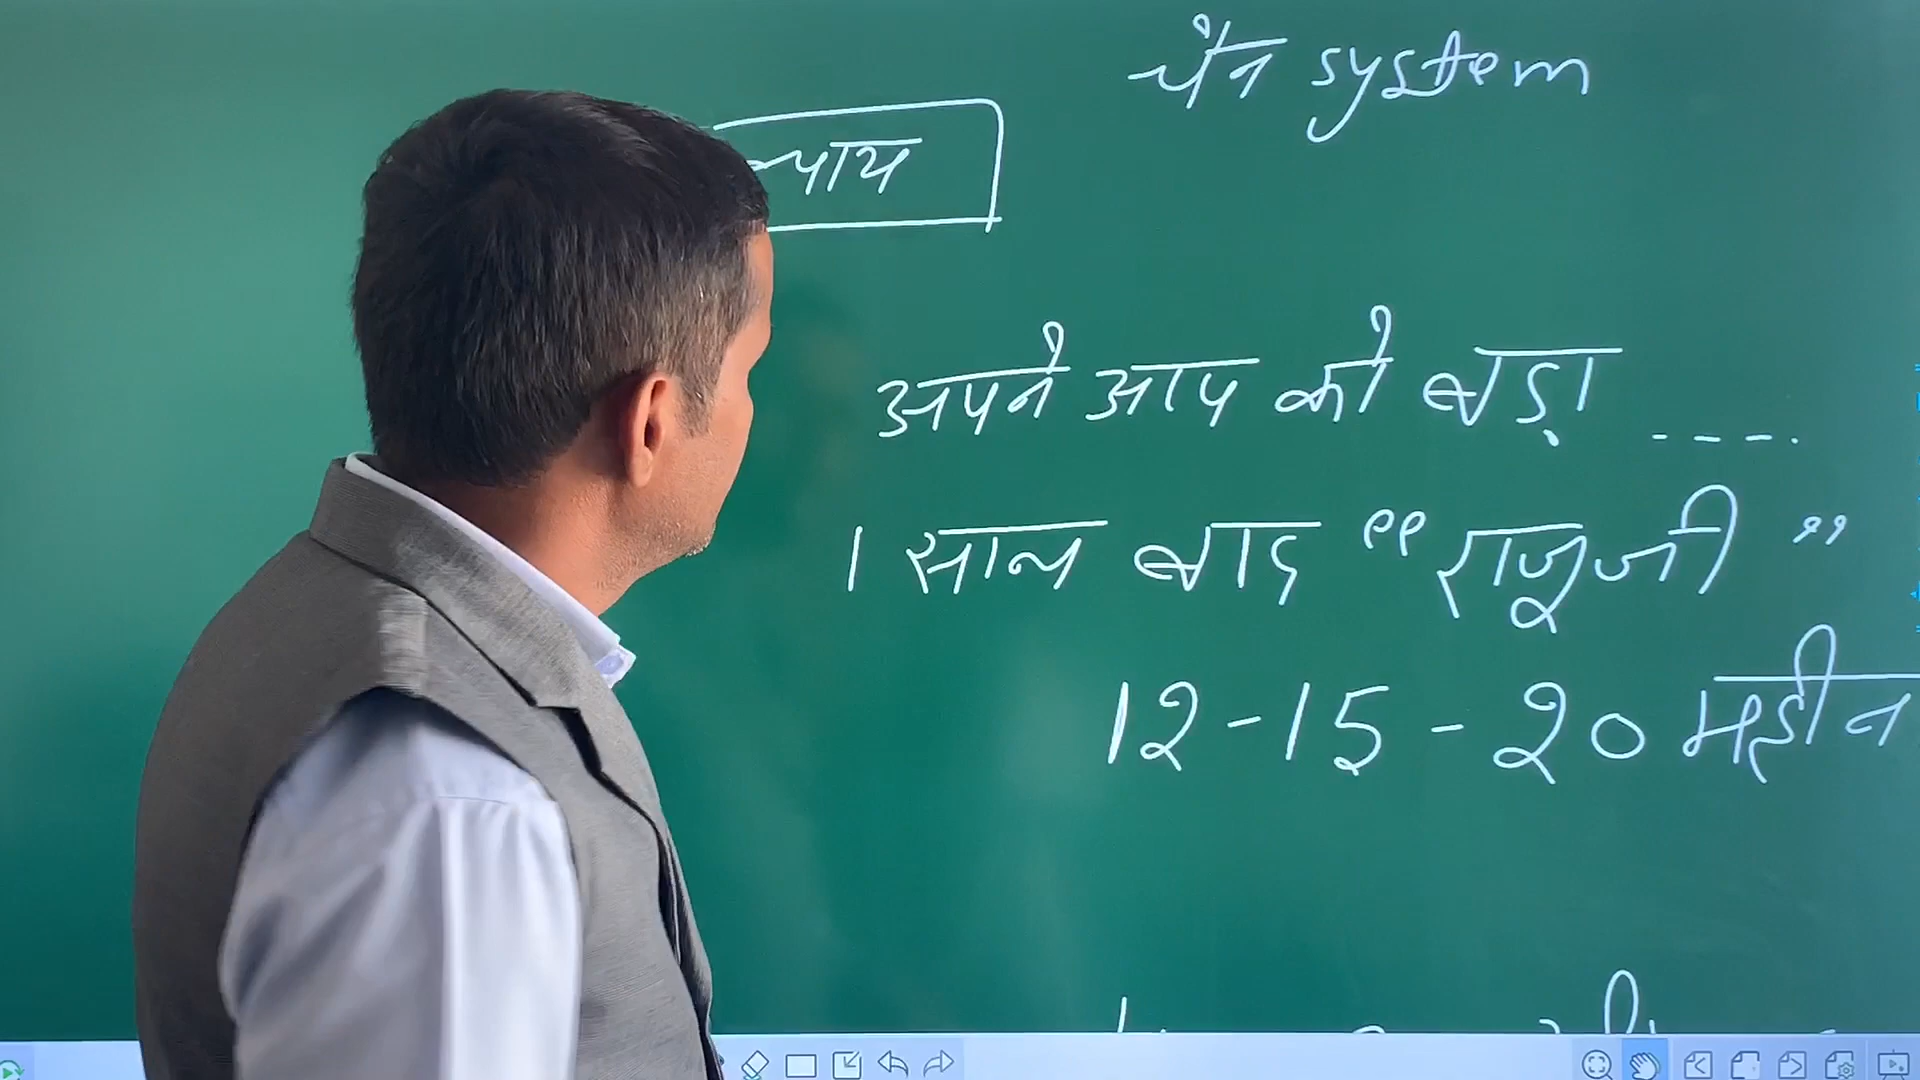 चैन system
न्याय
अपने आप को बड़ा ----.
1 साल बाद “राजूजी”
12-15-20 महीन